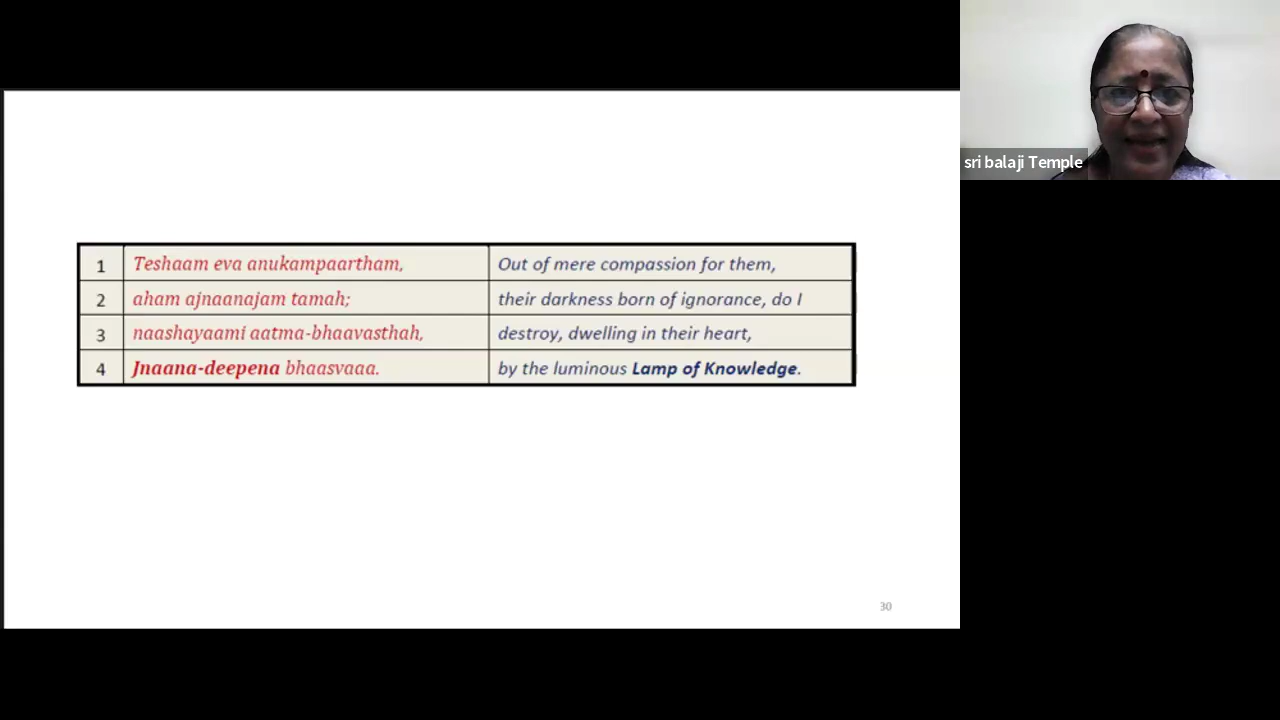 sri balaji Temple
1 Teshaam eva anukampaartham, Out of mere compassion for them,
2 aham ajnaanajam tamah; their darkness born of ignorance, do I
3 naashayaami aatma-bhaavasthah, destroy, dwelling in their heart,
4 Jnaana-deepena bhaasvaaa. by the luminous Lamp of Knowledge.
30